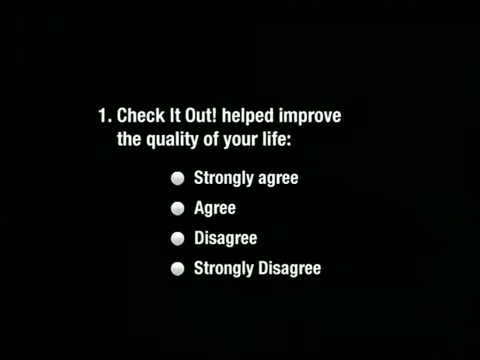 1. Check It Out! helped improve
the quality of your life:
Strongly agree
Agree
Disagree
Strongly Disagree